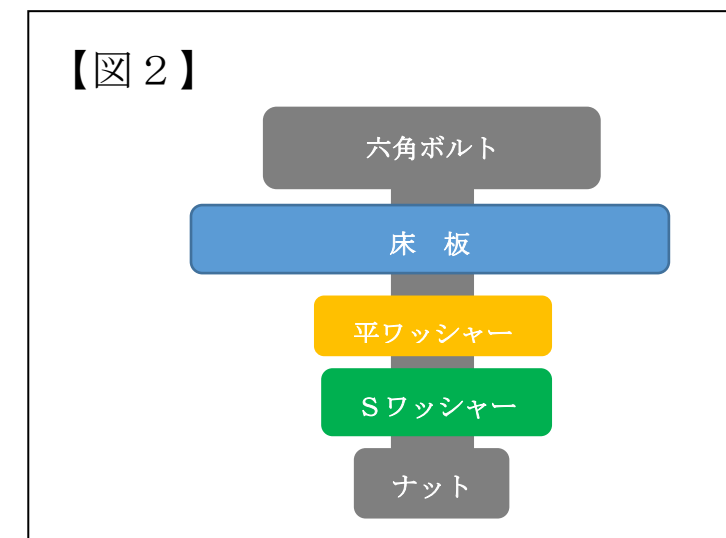 【図２】
六角ボルト
床　板
平ワッシャー
Ｓワッシャー
ナット